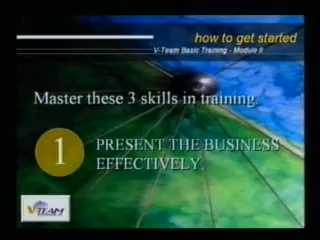 how to get started
V-Team Basic Training - Module II
Master these 3 skills in training.
1
PRESENT THE BUSINESS
EFFECTIVELY.
V TEAM